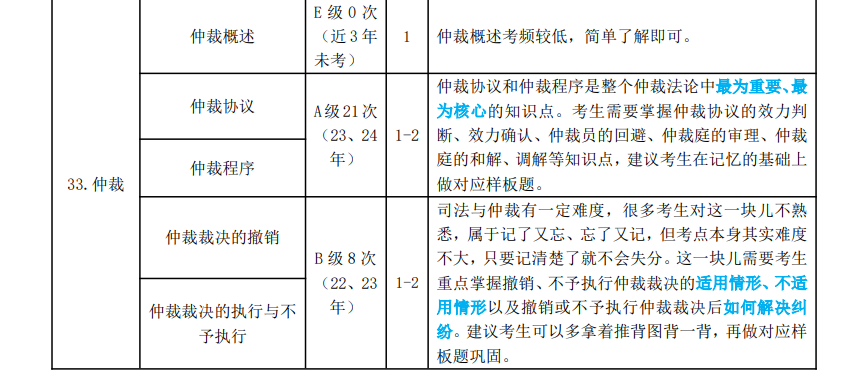 33.仲裁
仲裁概述
E 级 0 次
（近 3 年
未考）
1
仲裁概述考频较低，简单了解即可。
仲裁协议
仲裁程序
A级21次
（23、24
年）
1-2
仲裁协议和仲裁程序是整个仲裁法论中最为重要、最
为核心的知识点。考生需要掌握仲裁协议的效力判
断、效力确认、仲裁员的回避、仲裁庭的审理、仲裁
庭的和解、调解等知识点，建议考生在记忆的基础上
做对应样板题。
仲裁裁决的撤销
仲裁裁决的执行与不
予执行
B 级 8 次
（22、23
年）
1-2
司法与仲裁有一定难度，很多考生对这一块儿不熟
悉，属于记了又忘、忘了又记，但考点本身其实难度
不大，只要记清楚了就不会失分。这一块儿需要考生
重点掌握撤销、不予执行仲裁裁决的适用情形、不适
用情形以及撤销或不予执行仲裁裁决后如何解决纠
纷。建议考生可以多拿着推背图背一背，再做对应样
板题巩固。